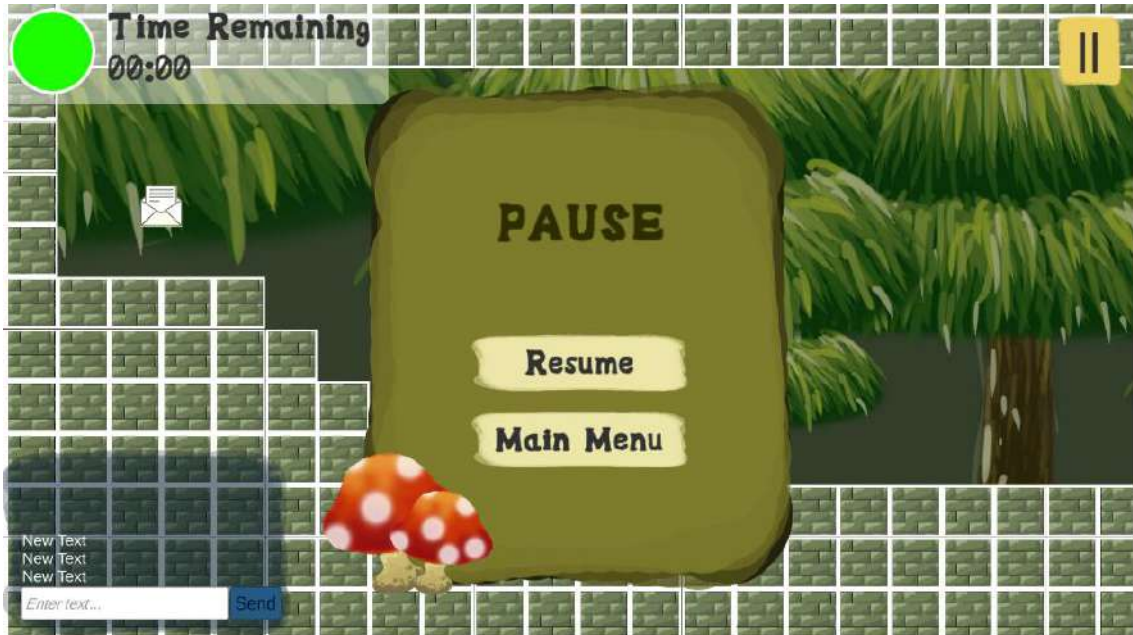 Time Remaining
00:00
PAUSE
Resume
Main Menu
New Text
New Text
New Text
Enter text...
Send